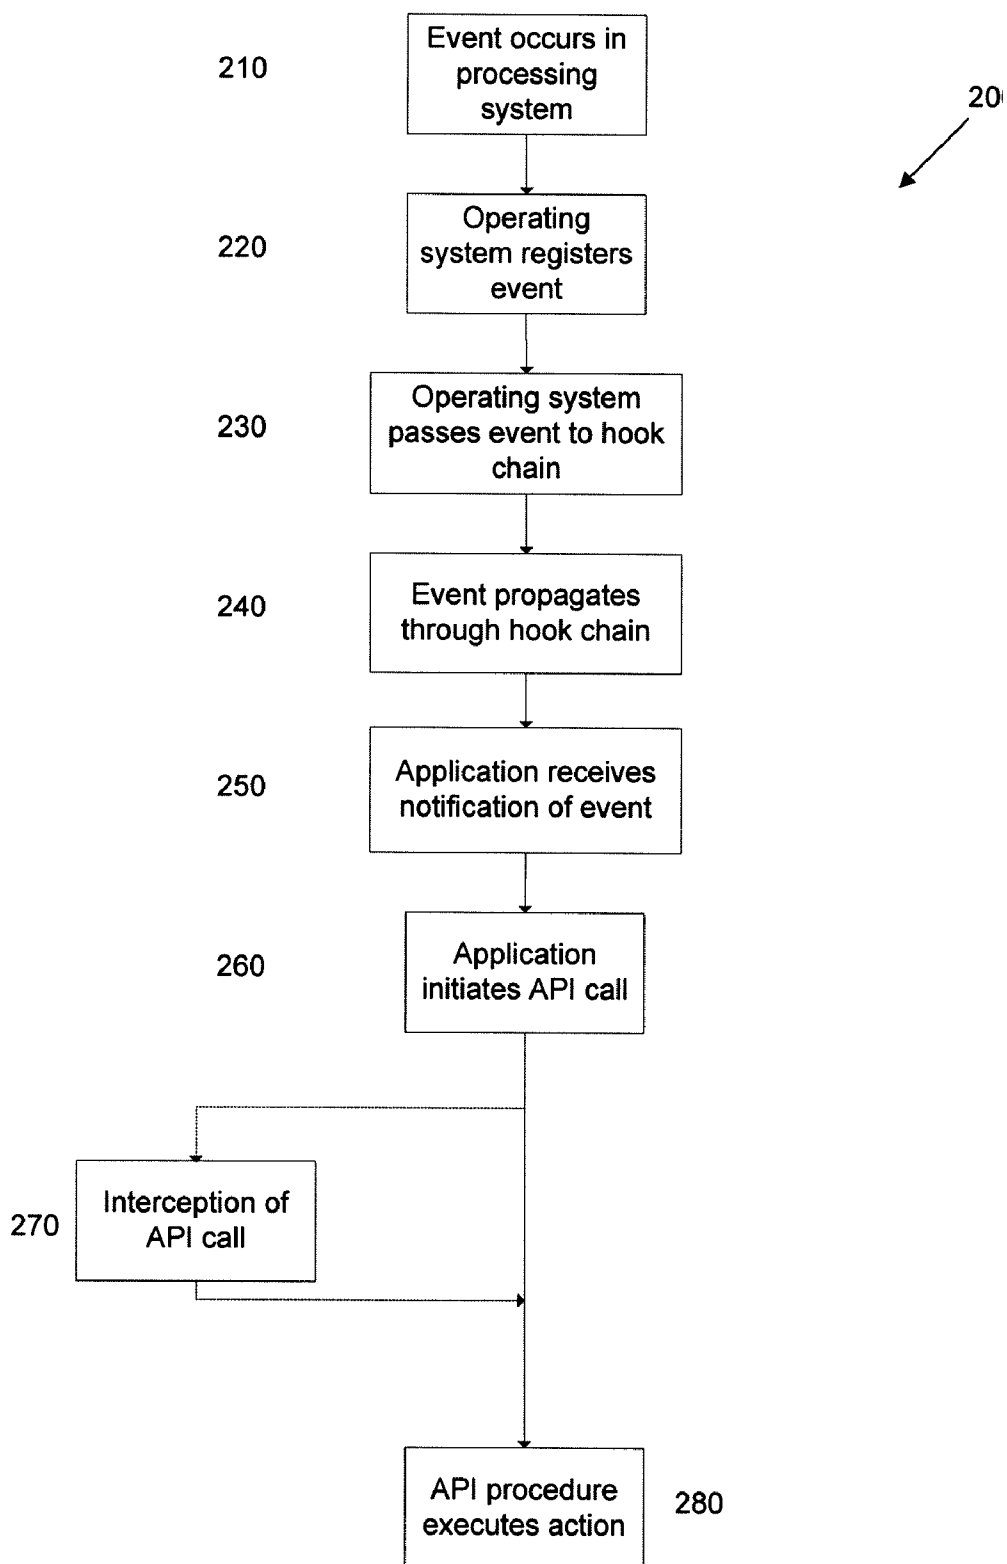 210
Event occurs in
processing
system
220
Operating
system registers
event
230
Operating system
passes event to hook
chain
240
Event propagates
through hook chain
250
Application receives
notification of event
260
Application
initiates API call
270
Interception of
API call
API procedure
executes action
280